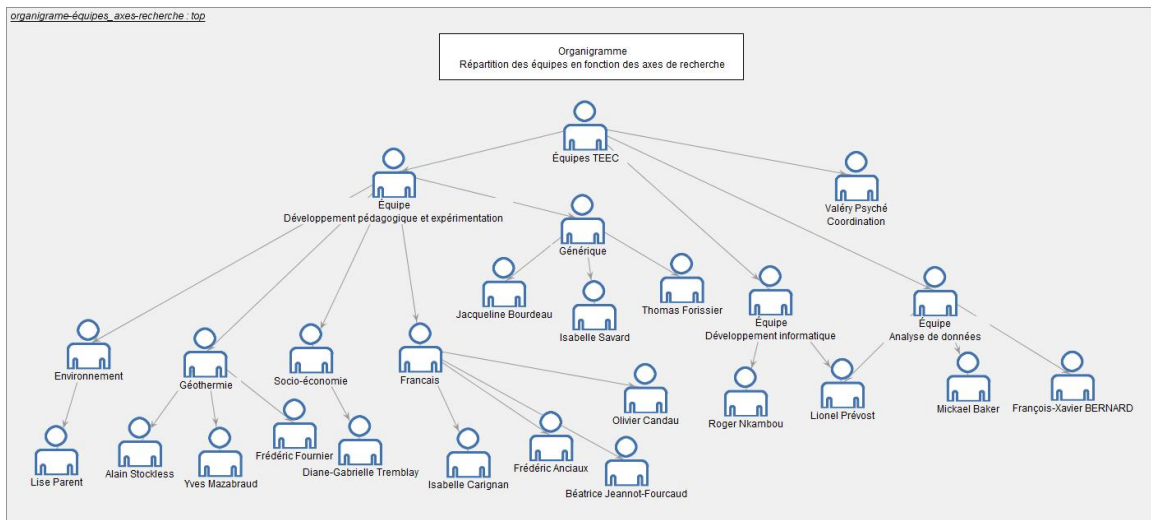 organigrame-équipes_axes-recherche : top
Organigramme
Répartition des équipes en fonction des axes de recherche
Équipes TEEC
Équipe
Développement pédagogique et expérimentation
Valéry Psyché
Coordination
Générique
Jacqueline Bourdeau
Isabelle Savard
Thomas Forissier
Équipe
Développement informatique
Équipe
Analyse de données
Environnement
Géothermie
Socio-économie
Francais
Olivier Candau
Roger Nkambou
Lionel Prévost
Mickael Baker
François-Xavier BERNARD
Lise Parent
Alain Stockless
Yves Mazabraud
Frédéric Fournier
Diane-Gabrielle Tremblay
Isabelle Carignan
Frédéric Anciaux
Béatrice Jeannot-Fourcaud